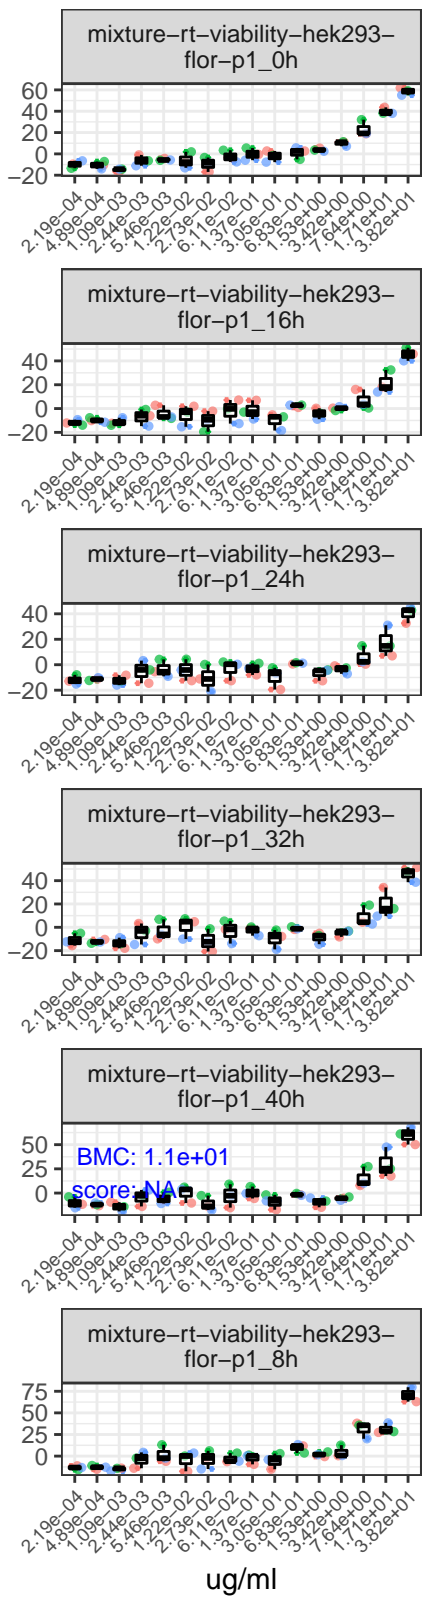 mixture−rt−viability−hek293−
flor−p1_0h
60
40
20
0
−20
2.19e−04
4.89e−04
1.09e−03
2.44e−03
5.46e−03
1.22e−02
2.73e−02
6.11e−02
1.37e−01
3.05e−01
6.83e−01
1.53e+00
3.42e+00
7.64e+00
1.71e+01
3.82e+01
mixture−rt−viability−hek293−
flor−p1_16h
40
20
0
−20
2.19e−04
4.89e−04
1.09e−03
2.44e−03
5.46e−03
1.22e−02
2.73e−02
6.11e−02
1.37e−01
3.05e−01
6.83e−01
1.53e+00
3.42e+00
7.64e+00
1.71e+01
3.82e+01
mixture−rt−viability−hek293−
flor−p1_24h
40
20
0
−20
2.19e−04
4.89e−04
1.09e−03
2.44e−03
5.46e−03
1.22e−02
2.73e−02
6.11e−02
1.37e−01
3.05e−01
6.83e−01
1.53e+00
3.42e+00
7.64e+00
1.71e+01
3.82e+01
mixture−rt−viability−hek293−
flor−p1_32h
40
20
0
−20
2.19e−04
4.89e−04
1.09e−03
2.44e−03
5.46e−03
1.22e−02
2.73e−02
6.11e−02
1.37e−01
3.05e−01
6.83e−01
1.53e+00
3.42e+00
7.64e+00
1.71e+01
3.82e+01
mixture−rt−viability−hek293−
flor−p1_40h
50
25
0
BMC: 1.1e+01
score: NA
2.19e−04
4.89e−04
1.09e−03
2.44e−03
5.46e−03
1.22e−02
2.73e−02
6.11e−02
1.37e−01
3.05e−01
6.83e−01
1.53e+00
3.42e+00
7.64e+00
1.71e+01
3.82e+01
mixture−rt−viability−hek293−
flor−p1_8h
75
50
25
0
2.19e−04
4.89e−04
1.09e−03
2.44e−03
5.46e−03
1.22e−02
2.73e−02
6.11e−02
1.37e−01
3.05e−01
6.83e−01
1.53e+00
3.42e+00
7.64e+00
1.71e+01
3.82e+01
ug/ml